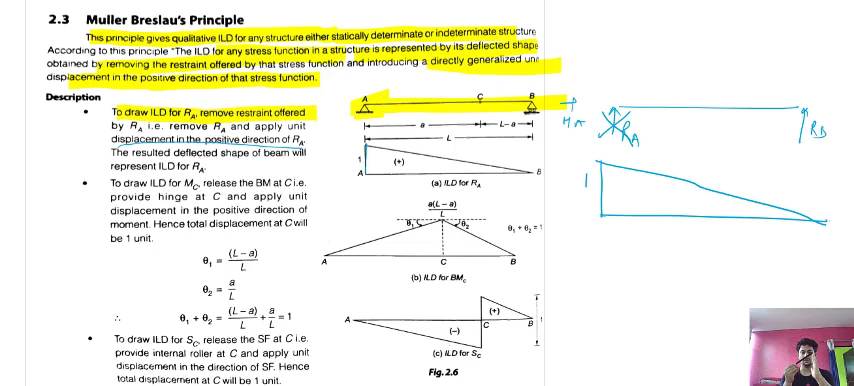 2.3 Muller Breslau's Principle
This principle gives qualitative ILD for any structure either statically determinate or indeterminate structure
According to this principle "The ILD for any stress function in a structure is represented by its deflected shape
obtained by removing the restraint offered by that stress function and introducing a directly generalized uni
displacement in the positive direction of that stress function.
Description
• To draw ILD for RA, remove restraint offered
by RA i.e. remove RA and apply unit
displacement in the positive direction of RA.
The resulted deflected shape of beam will
represent ILD for RA.
• To draw ILD for MC, release the BM at C i.e.
provide hinge at C and apply unit
displacement in the positive direction of
moment. Hence total displacement at C will
be 1 unit.
θ1 = (L – a)/L
θ2 = a/L
∴ θ1 + θ2 = (L – a)/L + a/L = 1
• To draw ILD for SC, release the SF at C i.e.
provide internal roller at C and apply unit
displacement in the direction of SF. Hence
total displacement at C will be 1 unit.
A C B
a L – a
L
1 (+)
A B
(a) ILD for RA
a(L – a)/L
θ1 θ2 θ1 + θ2 = 1
A C B
(b) ILD for BMC
(+)
A C B 1
(–)
(c) ILD for SC
Fig. 2.6
HA
RA RB
1